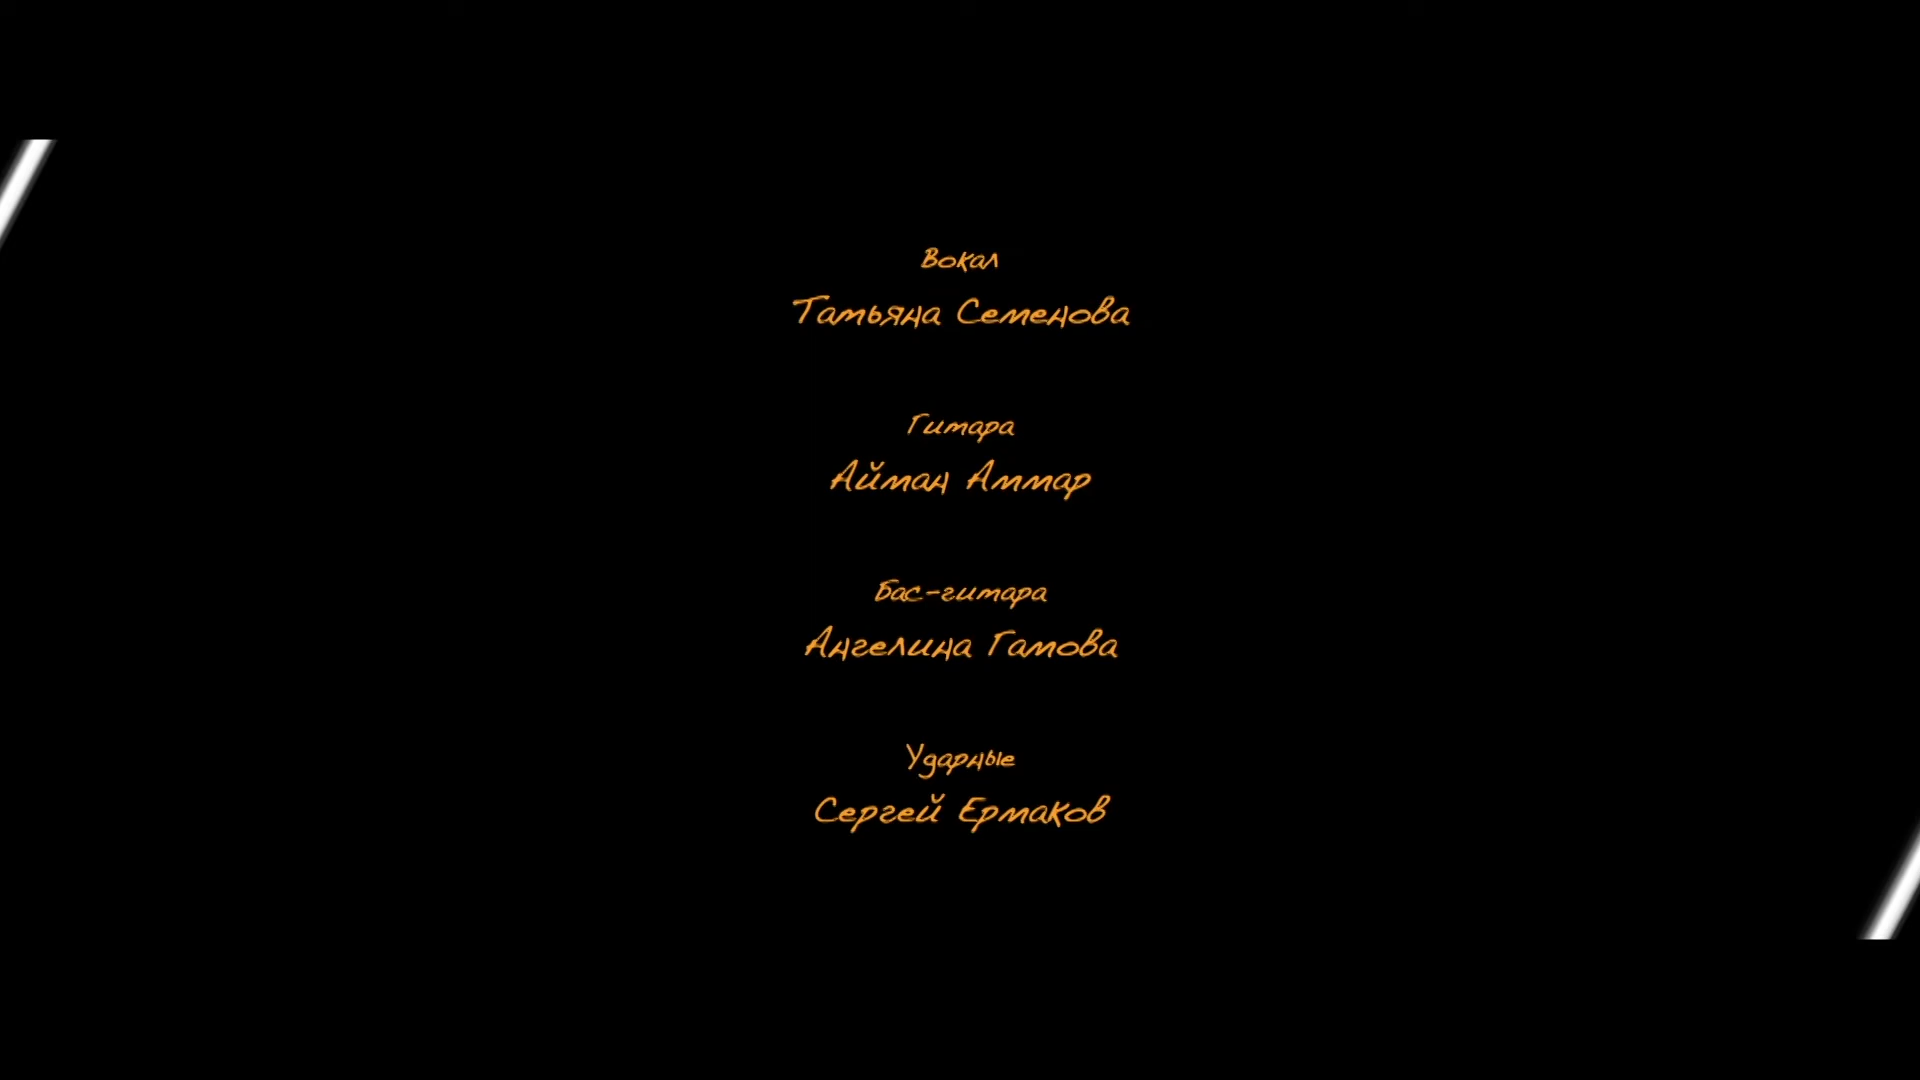 Вокал
Татьяна Семенова
Гитара
Айман Аммар
Бас-гитара
Ангелина Гамова
Ударные
Сергей Ермаков